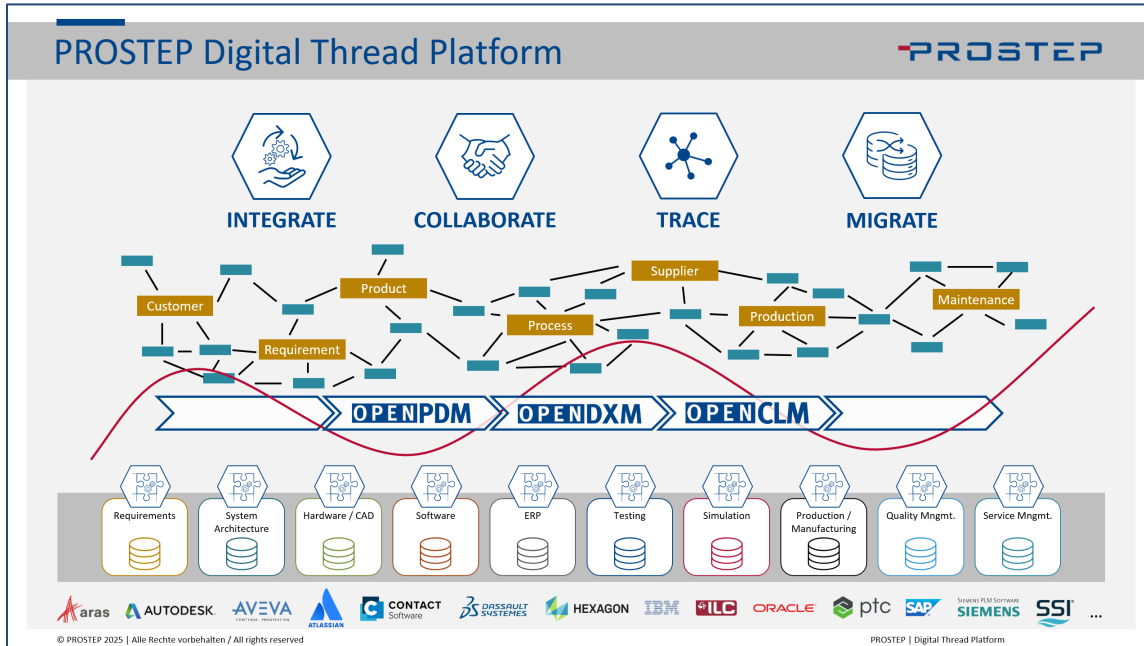 PROSTEP Digital Thread Platform
PROSTEP
INTEGRATE
COLLABORATE
TRACE
MIGRATE
Customer
Requirement
Product
Process
Supplier
Production
Maintenance
OPENPDM
OPENDXM
OPENCLM
Requirements
System
Architecture
Hardware / CAD
Software
ERP
Testing
Simulation
Production /
Manufacturing
Quality Mngmt.
Service Mngmt.
aras
AUTODESK
AVEVA
CONTINUAL PROGRESSION
ATLASSIAN
C
CONTACT
Software
DASSAULT
SYSTEMES
HEXAGON
IBM
ILC
ORACLE
ptc
SAP
SIEMENS PLM SOFTWARE
SIEMENS
SSI
...
© PROSTEP 2025 | Alle Rechte vorbehalten / All rights reserved
PROSTEP | Digital Thread Platform